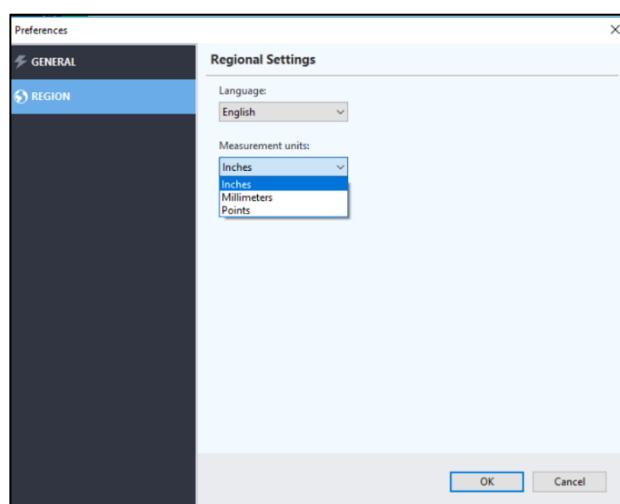 Preferences
GENERAL
REGION
Regional Settings
Language:
English
Measurement units:
Inches
Inches
Millimeters
Points
OK
Cancel